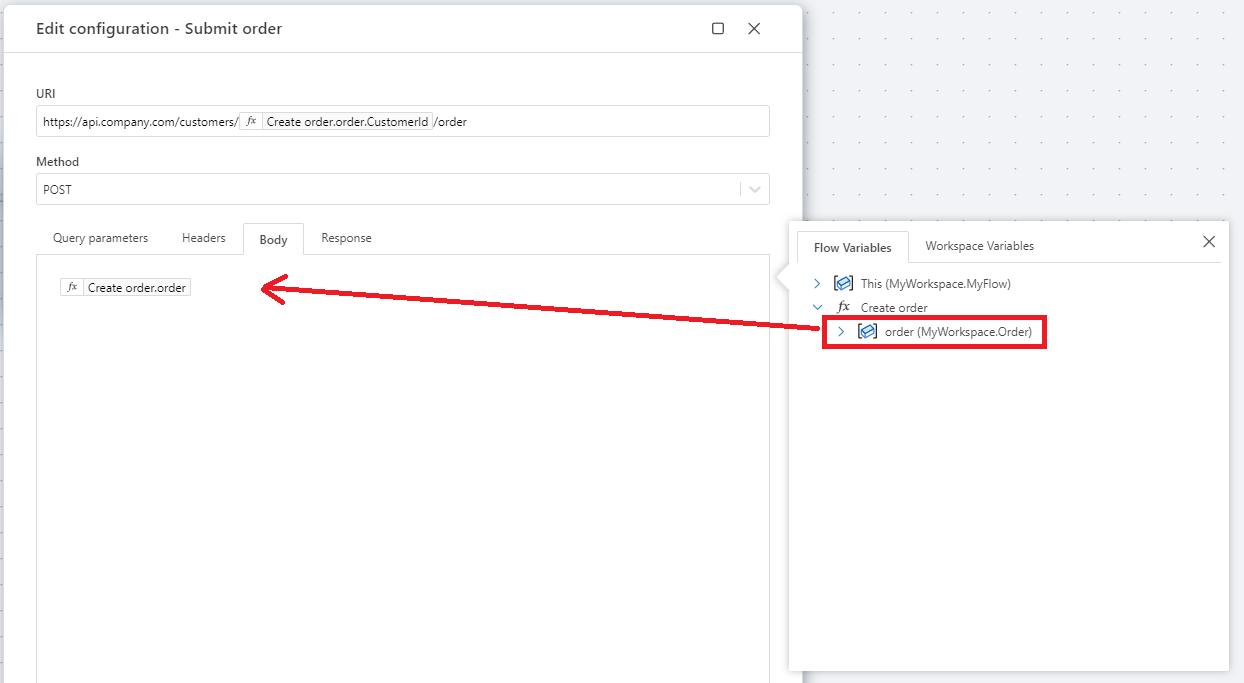 Edit configuration - Submit order
URI
https://api.company.com/customers/ fx Create order.order.CustomerId /order
Method
POST
Query parameters Headers Body Response
fx Create order.order
Flow Variables Workspace Variables
This (MyWorkspace.MyFlow)
fx Create order
order (MyWorkspace.Order)